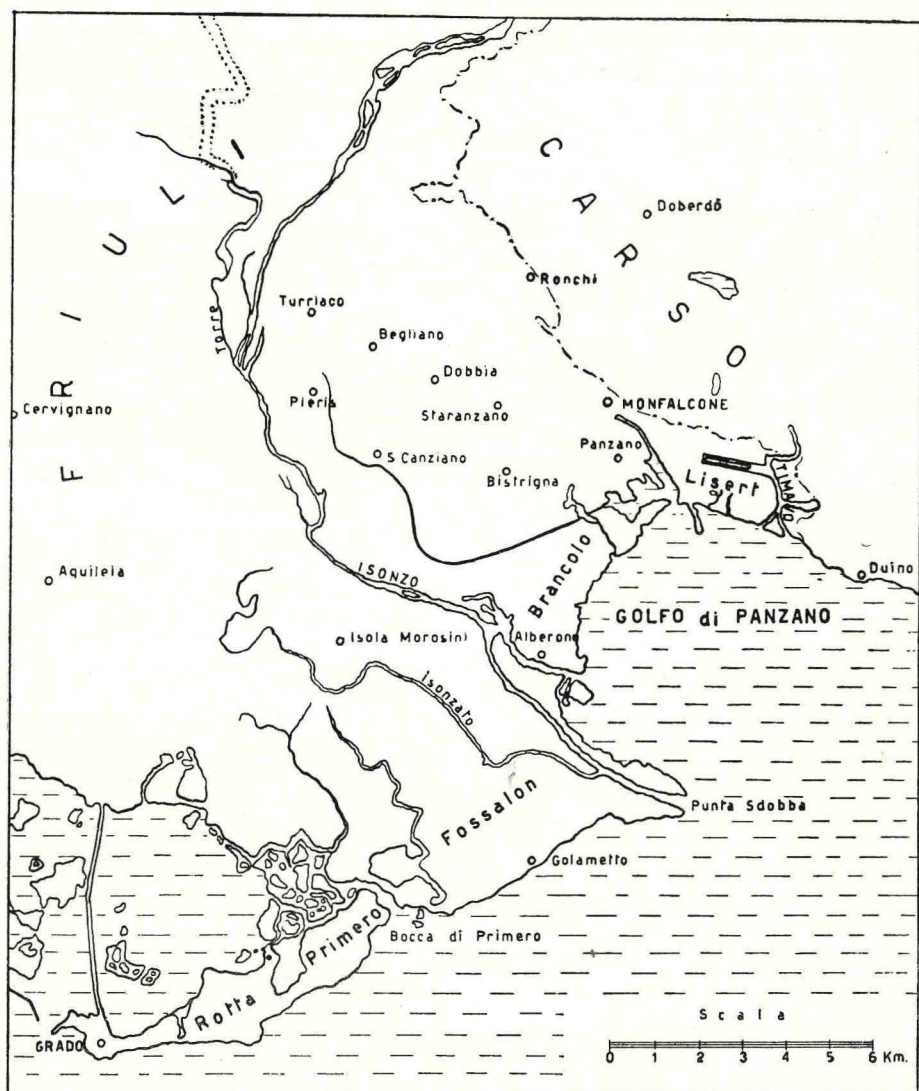 FRIULI
CARSO
Doberdò
Ronchi
Torre
Turriaco
Begliano
Dobbia
Pieris
Staranzano
MONFALCONE
Cervignano
S Canziano
Panzano
Bistrigna
Lisert
TIMAVO
Aquileia
ISONZO
Brancolo
Duino
GOLFO di PANZANO
Isola Morosini
Alberone
Isonzato
Punta Sdobba
Fossalon
Golametto
Primero
Bocca di Primero
Rotta
GRADO
Scala
0 1 2 3 4 5 6 Km.